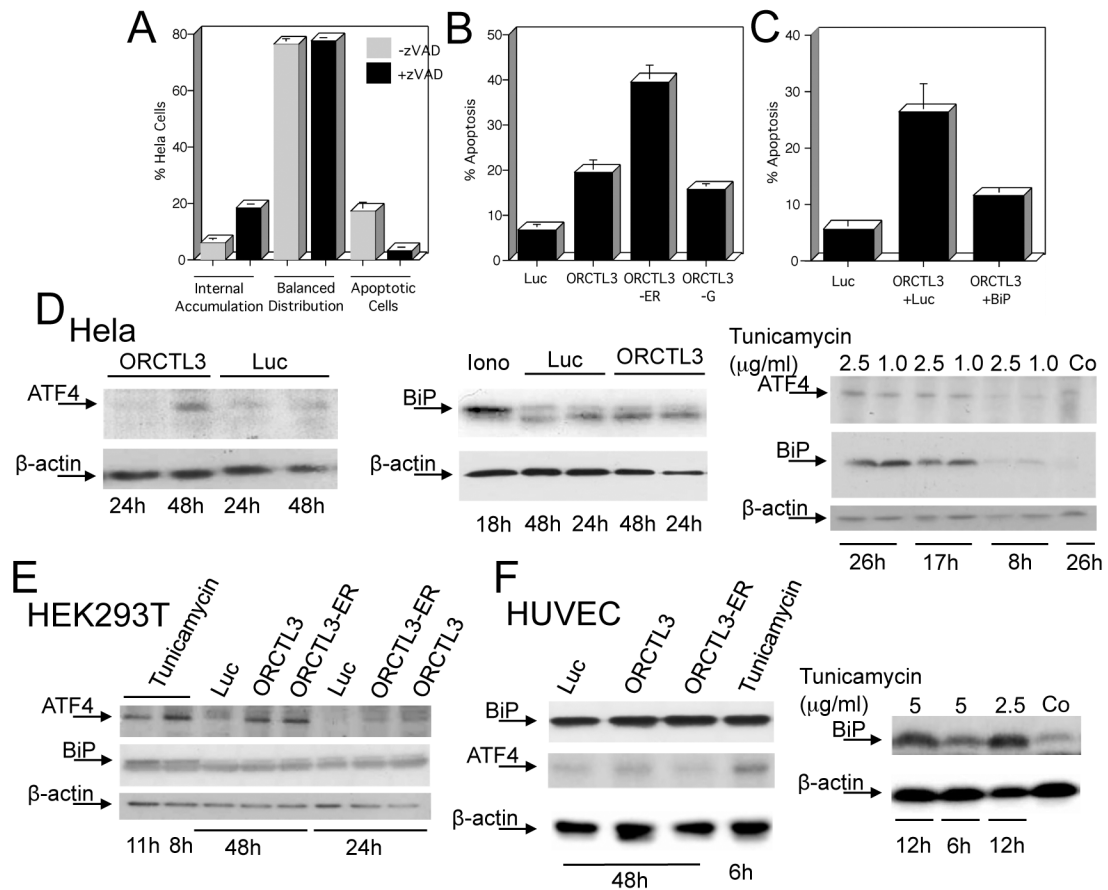 A
80
60
40
20
0
% Hela Cells
-zVAD
+zVAD
Internal
Accumulation
Balanced
Distribution
Apoptotic
Cells
B
50
40
30
20
10
0
% Apoptosis
Luc
ORCTL3
ORCTL3
-ER
ORCTL3
-G
C
40
30
20
10
0
% Apoptosis
Luc
ORCTL3
+Luc
ORCTL3
+BiP
D
Hela
ORCTL3 Luc
ATF4
β-actin
24h 48h 24h 48h
Iono Luc ORCTL3
BiP
β-actin
18h 48h 24h 48h 24h
Tunicamycin
(μg/ml) 2.5 1.0 2.5 1.0 2.5 1.0 Co
ATF4
BiP
β-actin
26h 17h 8h 26h
E
HEK293T
Tunicamycin Luc ORCTL3 ORCTL3-ER Luc ORCTL3-ER ORCTL3
ATF4
BiP
β-actin
11h 8h 48h 24h
F
HUVEC
Luc ORCTL3 ORCTL3-ER Tunicamycin
BiP
ATF4
β-actin
48h 6h
Tunicamycin
(μg/ml) 5 5 2.5 Co
BiP
β-actin
12h 6h 12h